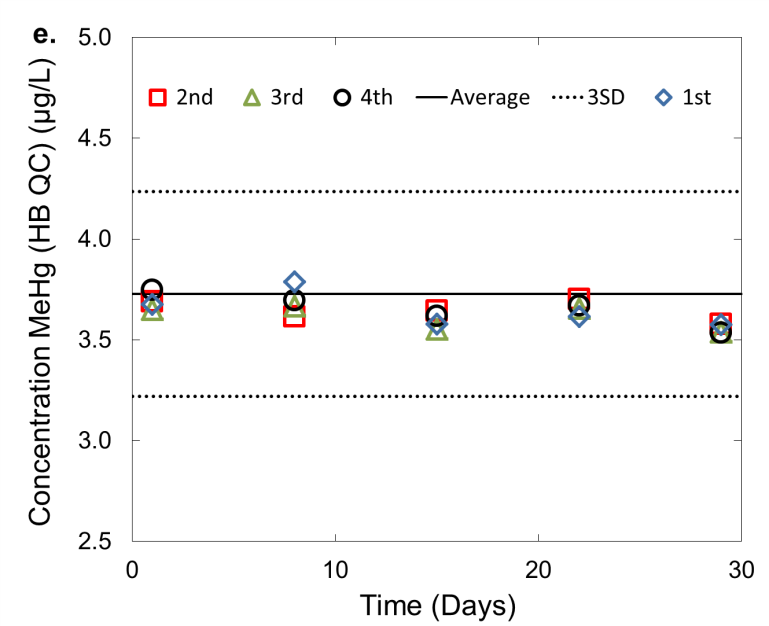 e.
Concentration MeHg (HB QC) (µg/L)
5.0
4.5
4.0
3.5
3.0
2.5
2nd 3rd 4th Average 3SD 1st
0 10 20 30
Time (Days)